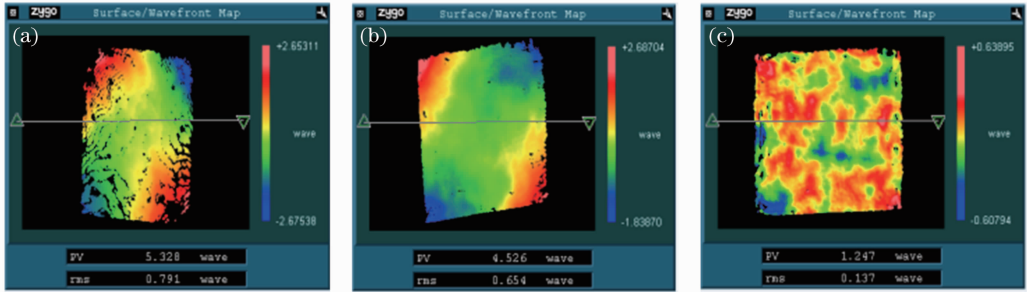 zygo Surface/Wavefront Map
(a)
+2.65311
wave
-2.67538
PV 5.328 wave
rms 0.791 wave
zygo Surface/Wavefront Map
(b)
+2.68704
wave
-1.83870
PV 4.526 wave
rms 0.654 wave
zygo Surface/Wavefront Map
(c)
+0.63895
wave
-0.60794
PV 1.247 wave
rms 0.137 wave